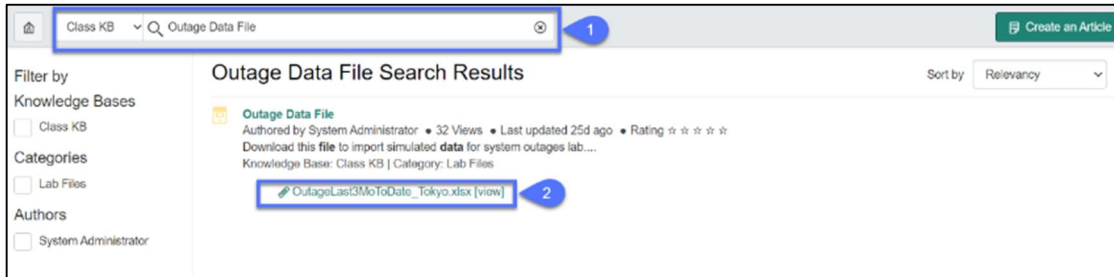 Class KB Outage Data File 1 Create an Article
Filter by
Knowledge Bases
Class KB
Categories
Lab Files
Authors
System Administrator
Outage Data File Search Results
Sort by Relevancy
Outage Data File
Authored by System Administrator • 32 Views • Last updated 25d ago • Rating ☆ ☆ ☆ ☆ ☆
Download this file to import simulated data for system outages lab....
Knowledge Base: Class KB | Category: Lab Files
OutageLast3MoToDate_Tokyo.xlsx [view] 2